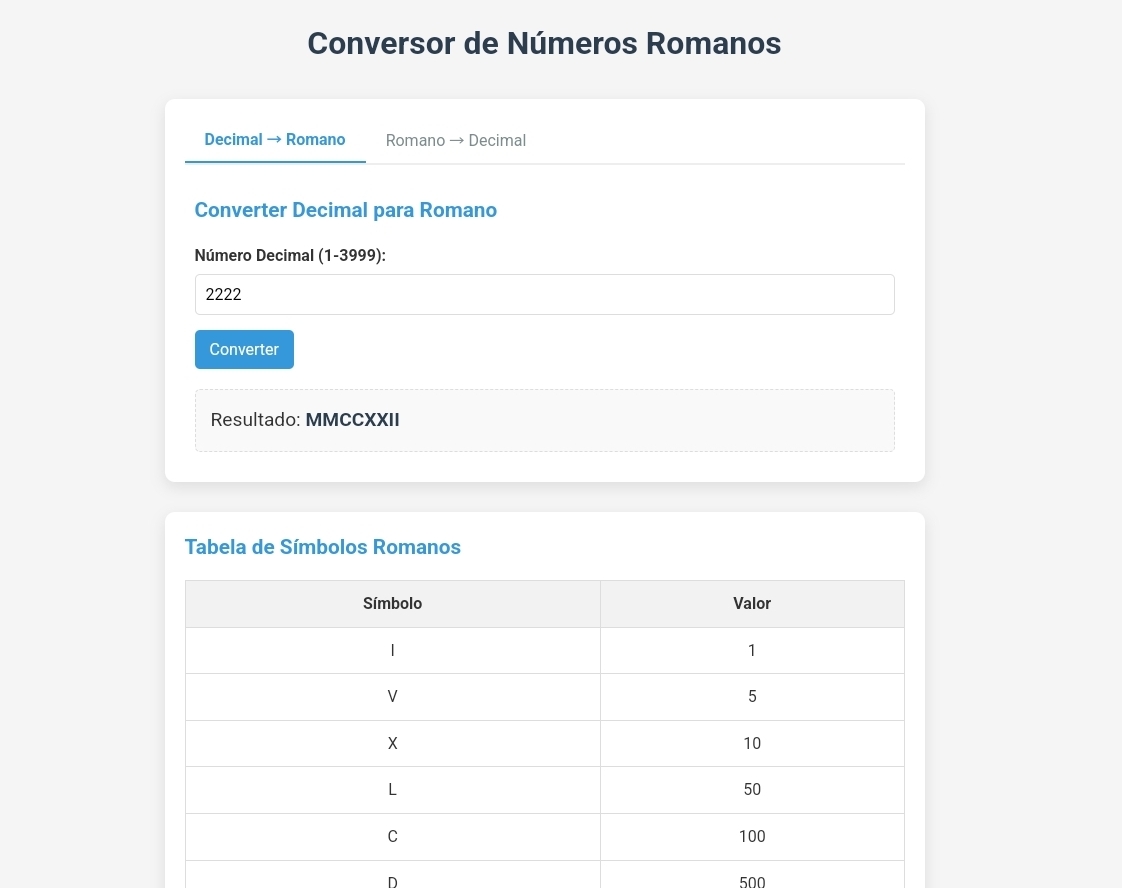 Conversor de Números Romanos
Decimal → Romano
Romano → Decimal
Converter Decimal para Romano
Número Decimal (1-3999):
2222
Converter
Resultado: MMCCXXII
Tabela de Símbolos Romanos
Símbolo Valor
I 1
V 5
X 10
L 50
C 100
D 500